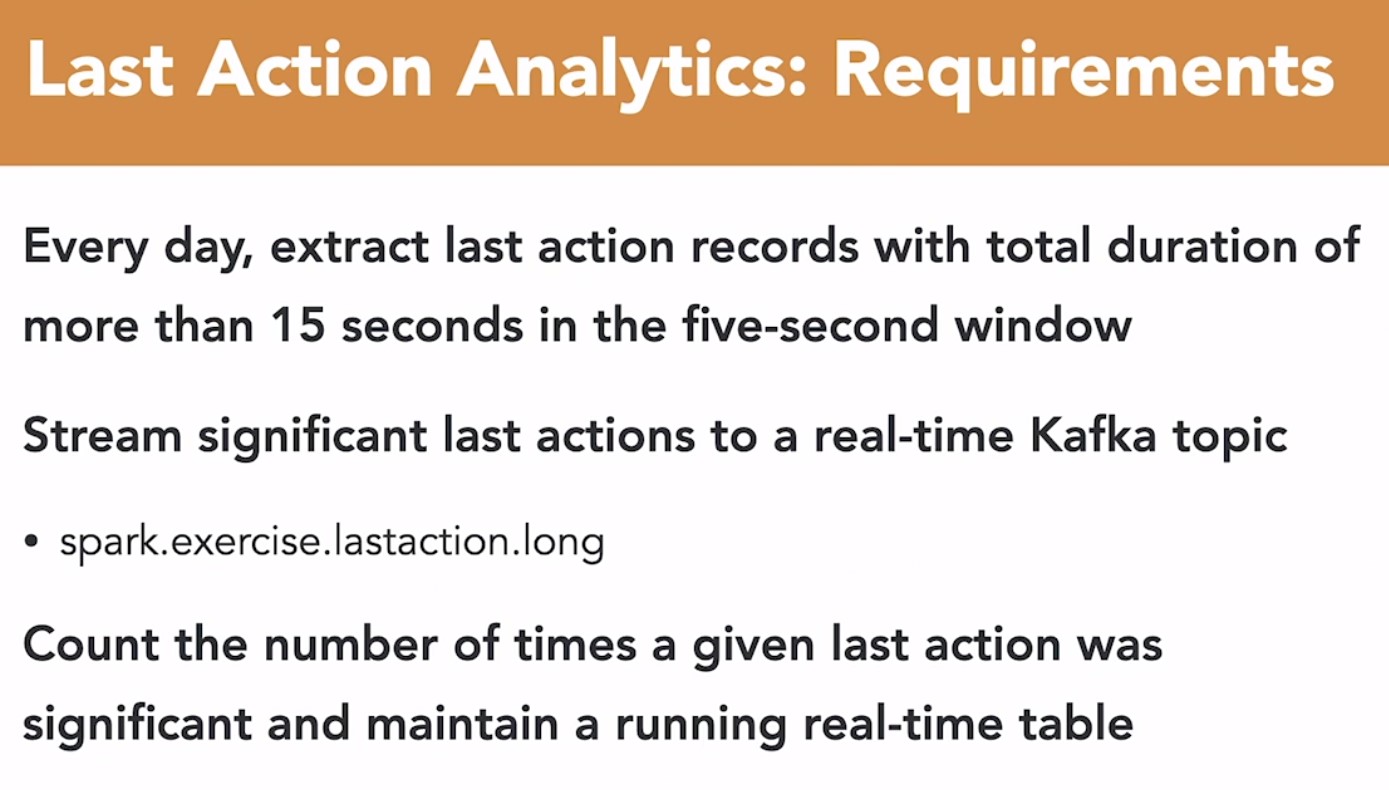 Last Action Analytics: Requirements
Every day, extract last action records with total duration of
more than 15 seconds in the five-second window
Stream significant last actions to a real-time Kafka topic
• spark.exercise.lastaction.long
Count the number of times a given last action was
significant and maintain a running real-time table